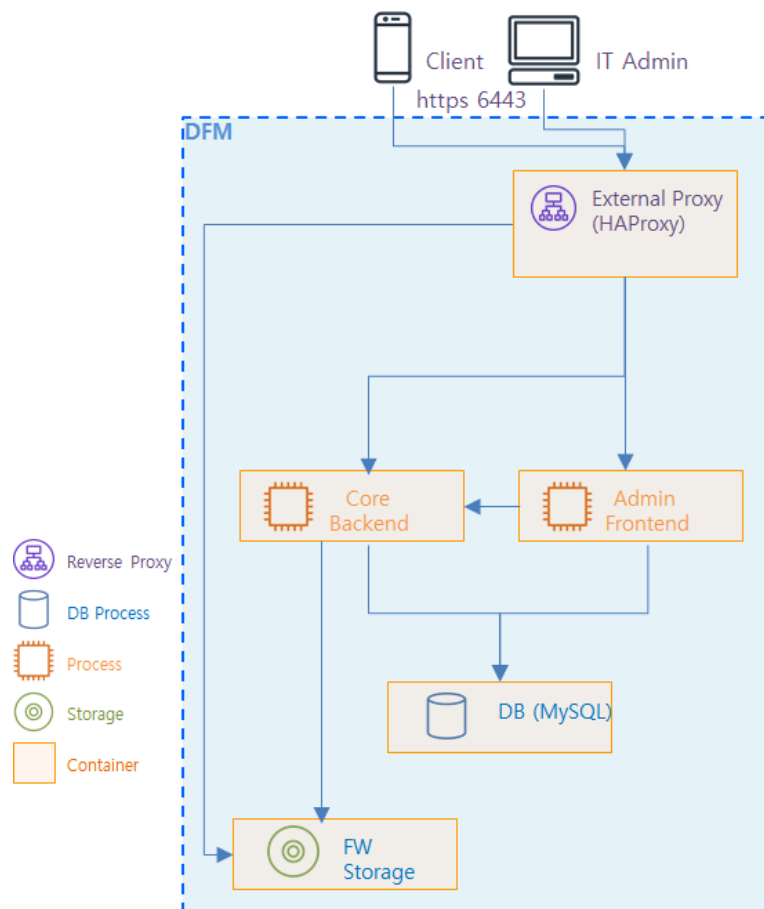 Client
IT Admin
https 6443
DFM
External Proxy
(HAProxy)
Core
Backend
Admin
Frontend
Reverse Proxy
DB Process
Process
Storage
Container
DB (MySQL)
FW
Storage